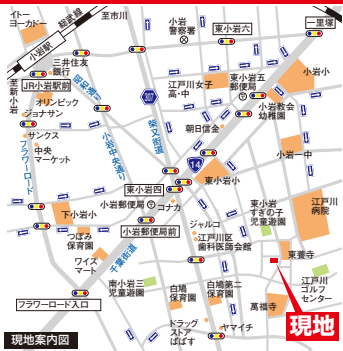 イトー
ヨーカドー
総武線
至市川
小岩
警察署
東小岩六
一里塚
小岩駅
三井住友
銀行
JR小岩駅前
至新小岩
昭和通り
オリンピック
ジョナサン
サンクス
中央
マーケット
フラワーロード
小岩中央通り
柴又街道
307
江戸川女子
高・中
東小岩五
郵便局
小岩小
小岩教会
幼稚園
朝日信金
14
小岩一中
東小岩四
東小岩小
小岩郵便局
コナカ
小岩郵便局前
下小岩小
つぼみ
保育園
ワイズ
マート
千葉街道
ジャルコ
江戸川区
歯科医師会館
東小岩
すぎの子
児童遊園
江戸川
病院
東養寺
南小岩三
児童遊園
白鳩
保育園
白鳩第二
保育園
江戸川
ゴルフ
センター
萬福寺
フラワーロード入口
ドラッグ
ストア
ぱぱす
ヤマイチ
現地
現地案内図